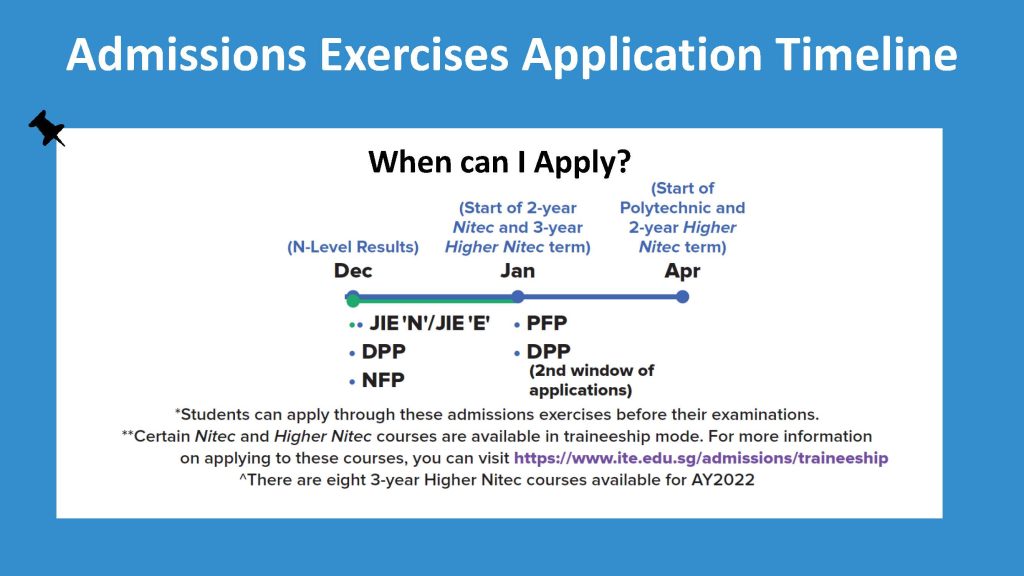 Admissions Exercises Application Timeline
When can I Apply?
(N-Level Results)
Dec
(Start of 2-year
Nitec and 3-year
Higher Nitec term)
Jan
(Start of
Polytechnic and
2-year Higher
Nitec term)
Apr
•• JIE 'N'/JIE 'E'
• DPP
• NFP
• PFP
• DPP
(2nd window of
applications)
*Students can apply through these admissions exercises before their examinations.
**Certain Nitec and Higher Nitec courses are available in traineeship mode. For more information
on applying to these courses, you can visit https://www.ite.edu.sg/admissions/traineeship
^There are eight 3-year Higher Nitec courses available for AY2022